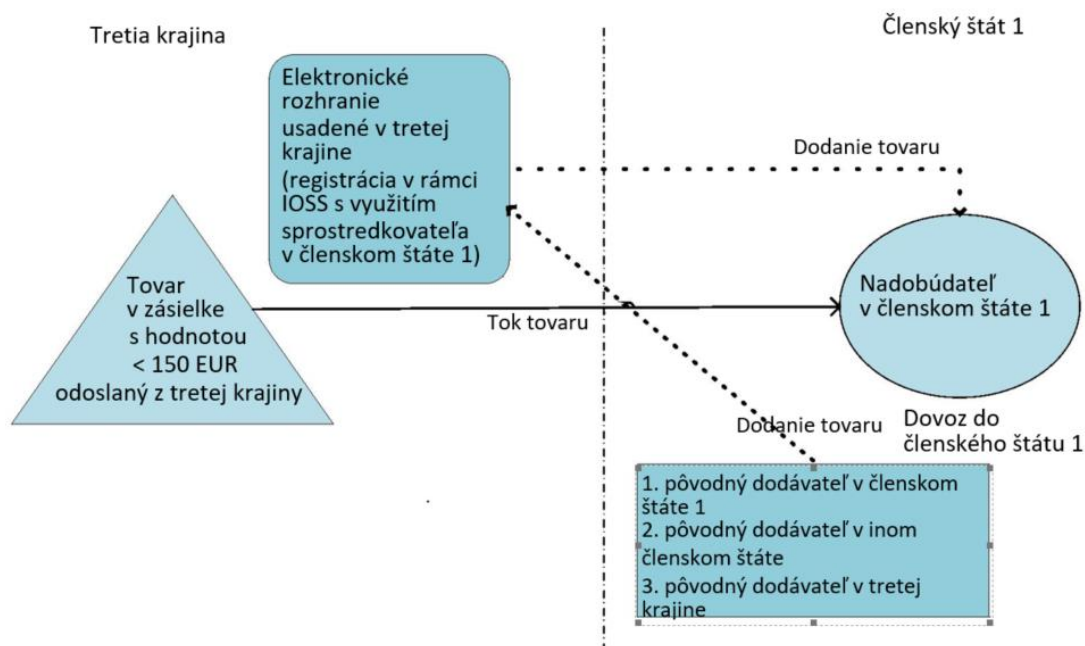 Tretia krajina
Členský štát 1
Elektronické
rozhranie
usadené v tretej
krajine
(registrácia v rámci
IOSS s využitím
sprostredkovateľa
v členskom štáte 1)
Dodanie tovaru
Tovar
v zásielke
s hodnotou
< 150 EUR
odoslaný z tretej krajiny
Tok tovaru
Nadobúdateľ
v členskom štáte 1
Dodanie tovaru
Dovoz do
členského štátu 1
1. pôvodný dodávateľ v členskom
štáte 1
2. pôvodný dodávateľ v inom
členskom štáte
3. pôvodný dodávateľ v tretej
krajine